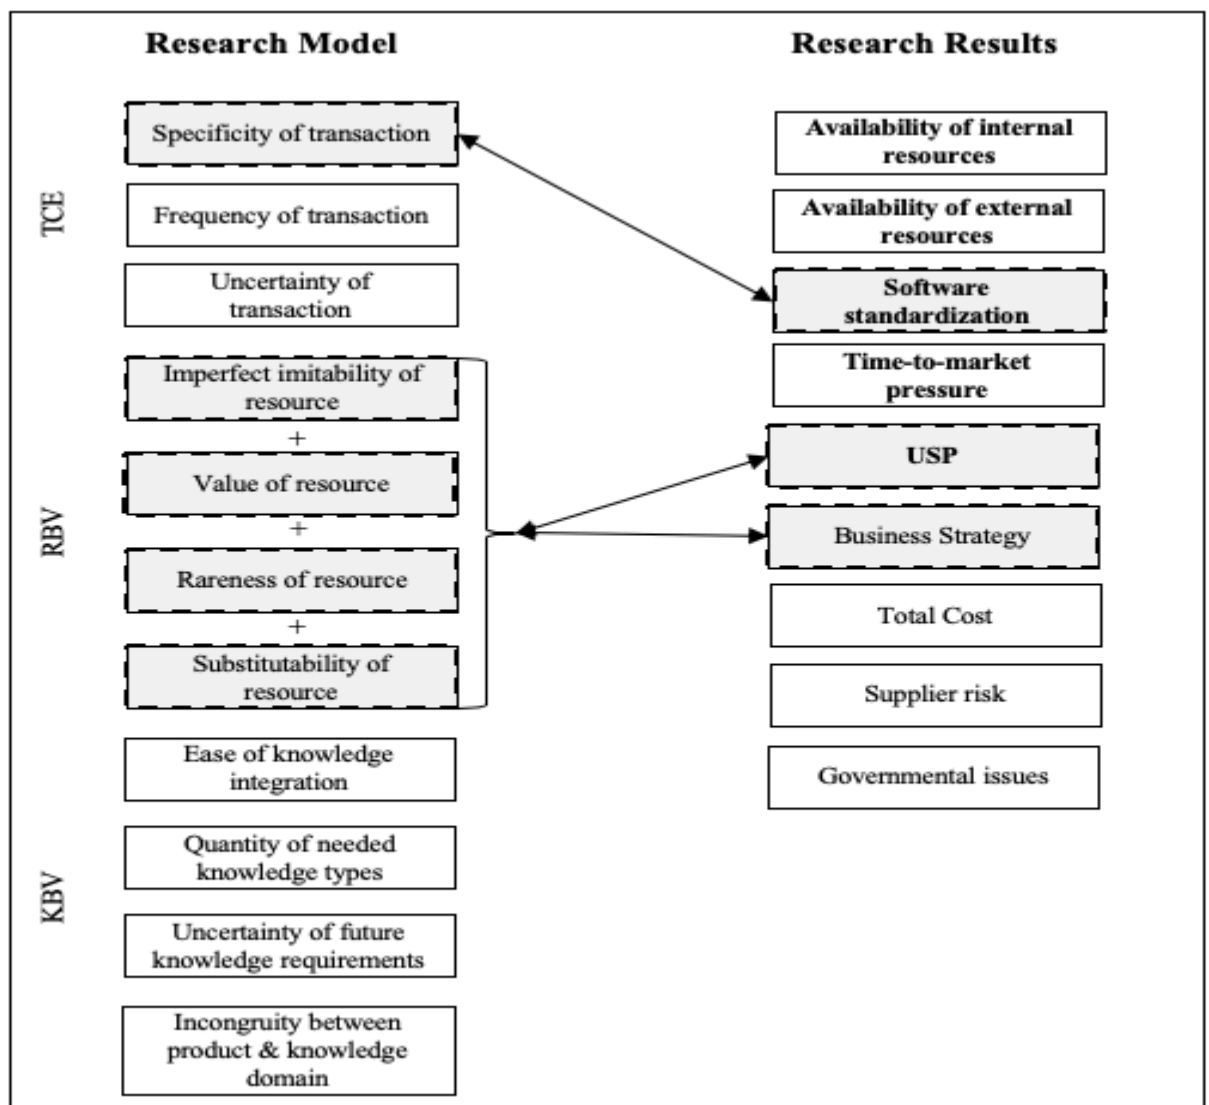 Research Model
TCE
Specificity of transaction
Frequency of transaction
Uncertainty of
transaction
RBV
Imperfect imitability of
resource
+
Value of resource
+
Rareness of resource
+
Substitutability of
resource
KBV
Ease of knowledge
integration
Quantity of needed
knowledge types
Uncertainty of future
knowledge requirements
Incongruity between
product & knowledge
domain
Research Results
Availability of internal
resources
Availability of external
resources
Software
standardization
Time-to-market
pressure
USP
Business Strategy
Total Cost
Supplier risk
Governmental issues